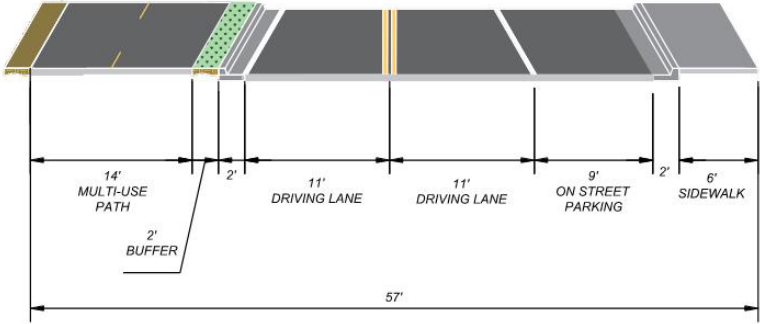 14'
MULTI-USE
PATH
2'
BUFFER
2'
11'
DRIVING LANE
11'
DRIVING LANE
9'
ON STREET
PARKING
2'
6'
SIDEWALK
57'